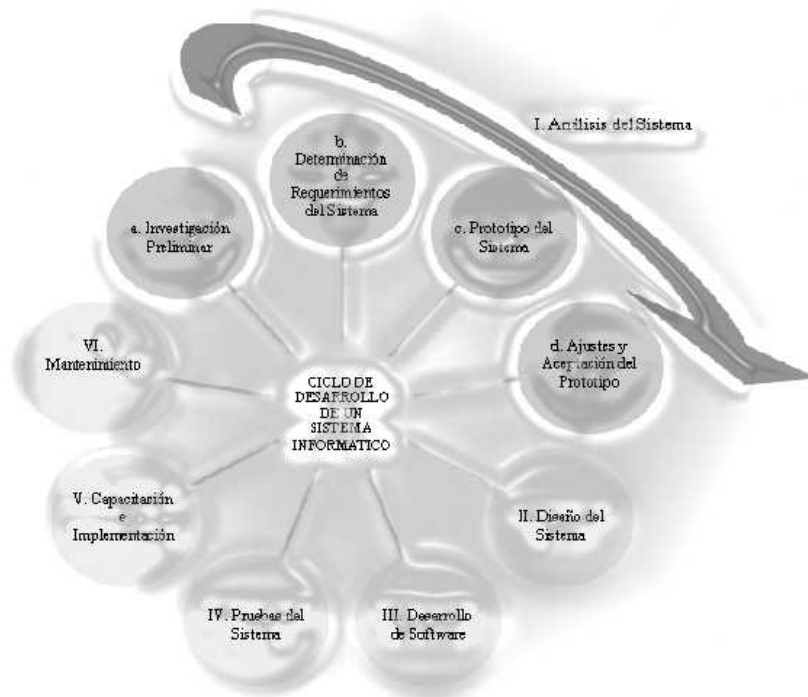 I. Análisis del Sistema
b.
Determinación
de
Requerimientos
del Sistema
a. Investigación
Preliminar
c. Prototipo del
Sistema
d. Ajustes y
Aceptación del
Prototipo
VI.
Mantenimiento
CICLO DE
DESARROLLO
DE UN
SISTEMA
INFORMATICO
V. Capacitación
e
Implementación
II. Diseño del
Sistema
IV. Pruebas del
Sistema
III. Desarrollo
de Software